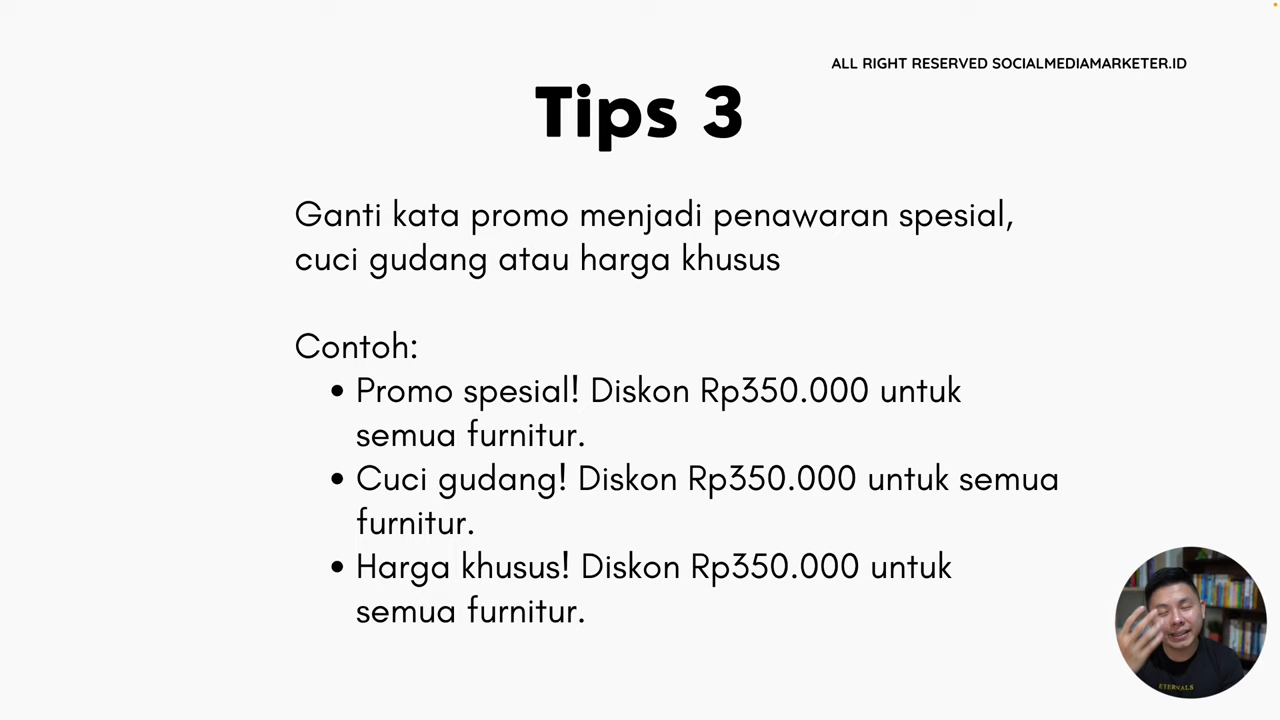 ALL RIGHT RESERVED SOCIALMEDIAMARKETER.ID
Tips 3
Ganti kata promo menjadi penawaran spesial,
cuci gudang atau harga khusus
Contoh:
• Promo spesial! Diskon Rp350.000 untuk
semua furnitur.
• Cuci gudang! Diskon Rp350.000 untuk semua
furnitur.
• Harga khusus! Diskon Rp350.000 untuk
semua furnitur.
ETERNALS